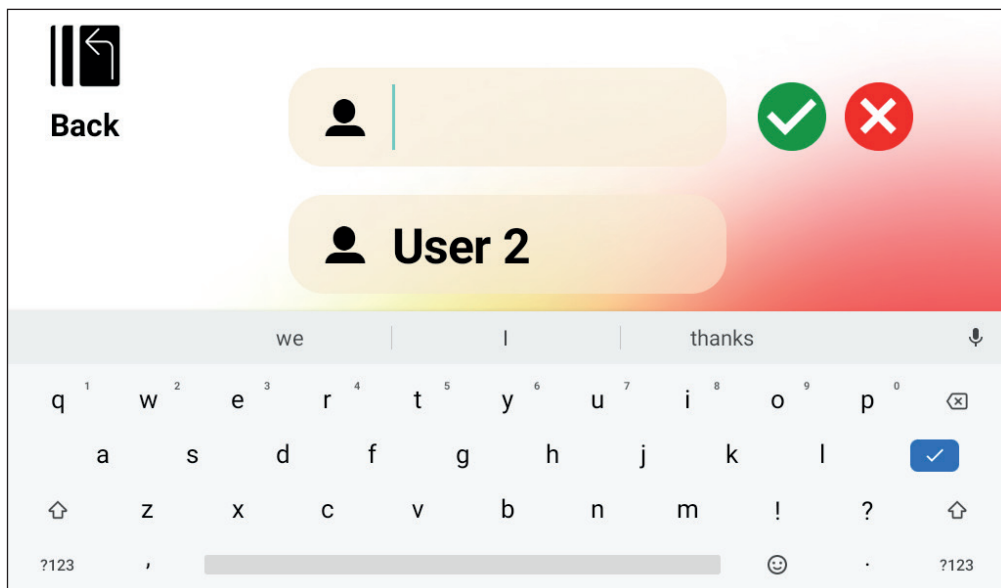 Back
User 2
we I thanks
q 1 w 2 e 3 r 4 t 5 y 6 u 7 i 8 o 9 p 0
a s d f g h j k l
z x c v b n m ! ?
?123 , . ?123